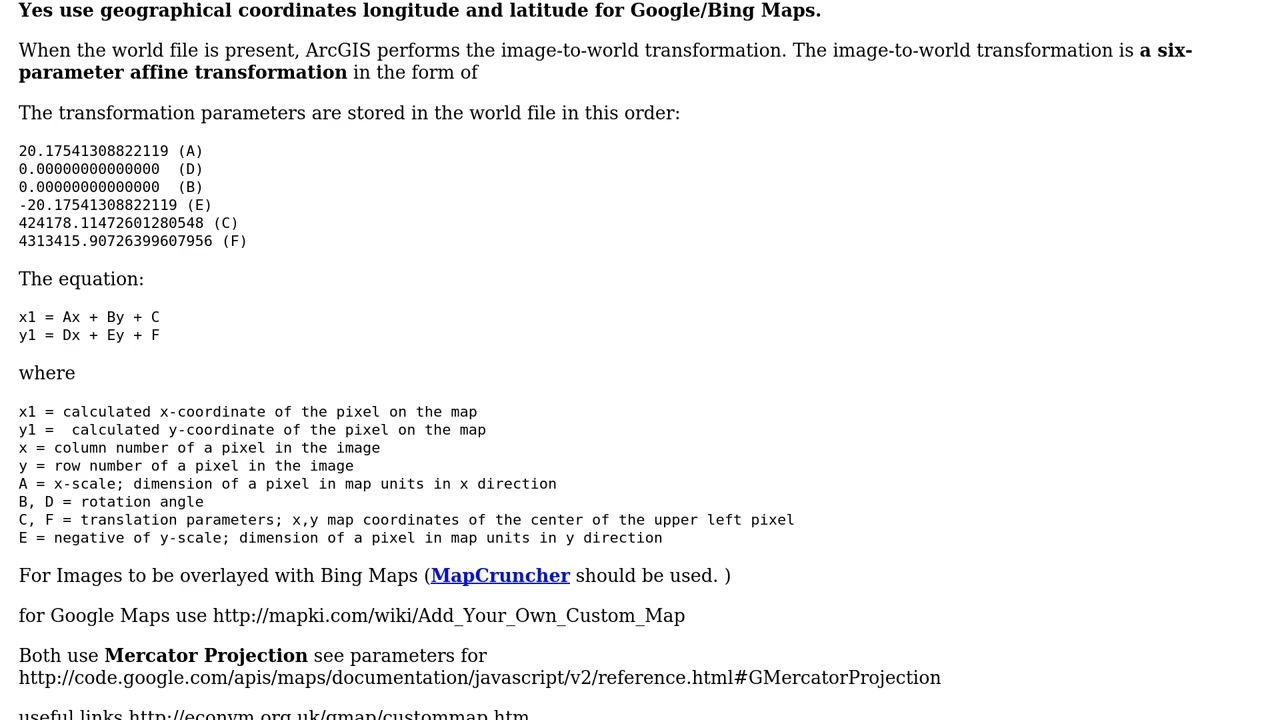 Yes use geographical coordinates longitude and latitude for Google/Bing Maps.
When the world file is present, ArcGIS performs the image-to-world transformation. The image-to-world transformation is a six-
parameter affine transformation in the form of
The transformation parameters are stored in the world file in this order:
20.17541308822119 (A)
0.00000000000000  (D)
0.00000000000000  (B)
-20.17541308822119 (E)
424178.11472601280548 (C)
4313415.90726399607956 (F)
The equation:
x1 = Ax + By + C
y1 = Dx + Ey + F
where
x1 = calculated x-coordinate of the pixel on the map
y1 =  calculated y-coordinate of the pixel on the map
x = column number of a pixel in the image
y = row number of a pixel in the image
A = x-scale; dimension of a pixel in map units in x direction
B, D = rotation angle
C, F = translation parameters; x,y map coordinates of the center of the upper left pixel
E = negative of y-scale; dimension of a pixel in map units in y direction
For Images to be overlayed with Bing Maps (MapCruncher should be used. )
for Google Maps use http://mapki.com/wiki/Add_Your_Own_Custom_Map
Both use Mercator Projection see parameters for
http://code.google.com/apis/maps/documentation/javascript/v2/reference.html#GMercatorProjection
useful links http://econym.org.uk/gmap/custommap.htm